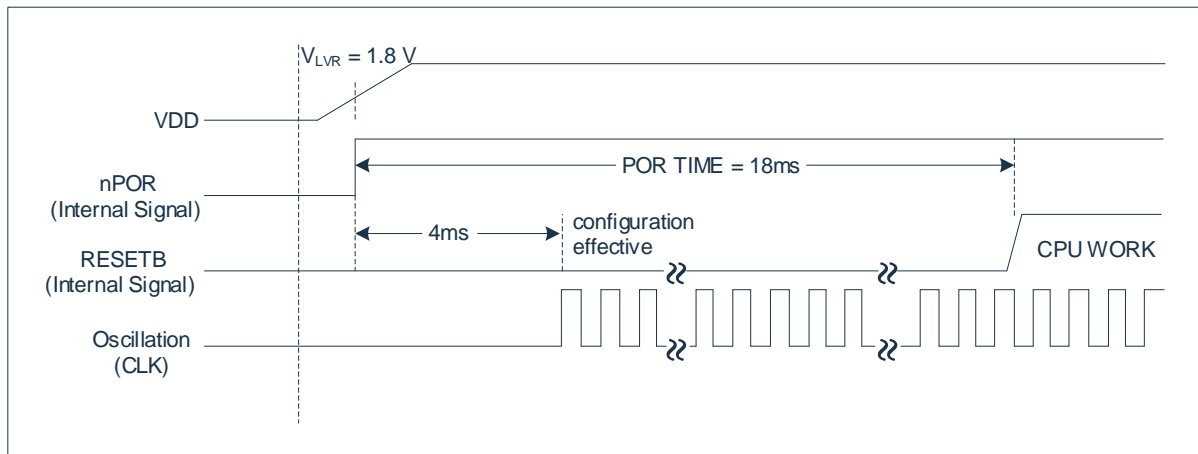 VLVR = 1.8 V
VDD
POR TIME = 18ms
nPOR
(Internal Signal)
4ms
configuration
effective
RESETB
(Internal Signal)
CPU WORK
Oscillation
(CLK)